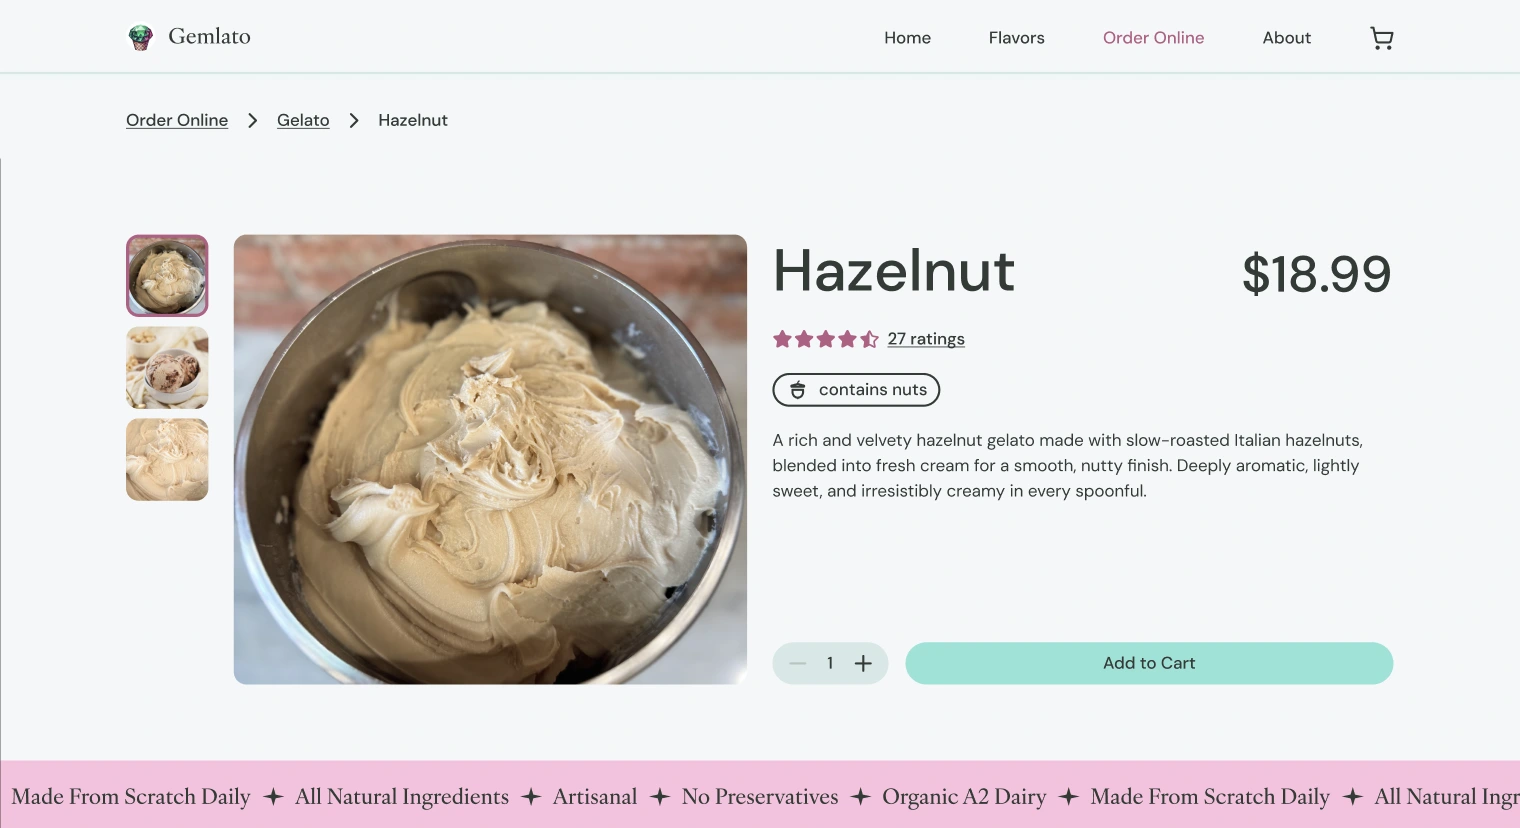 Gemlato
Home Flavors Order Online About
Order Online Gelato Hazelnut
Hazelnut
$18.99
27 ratings
contains nuts
A rich and velvety hazelnut gelato made with slow-roasted Italian hazelnuts,
blended into fresh cream for a smooth, nutty finish. Deeply aromatic, lightly
sweet, and irresistibly creamy in every spoonful.
1
Add to Cart
Made From Scratch Daily All Natural Ingredients Artisanal No Preservatives Organic A2 Dairy Made From Scratch Daily All Natural Ingr